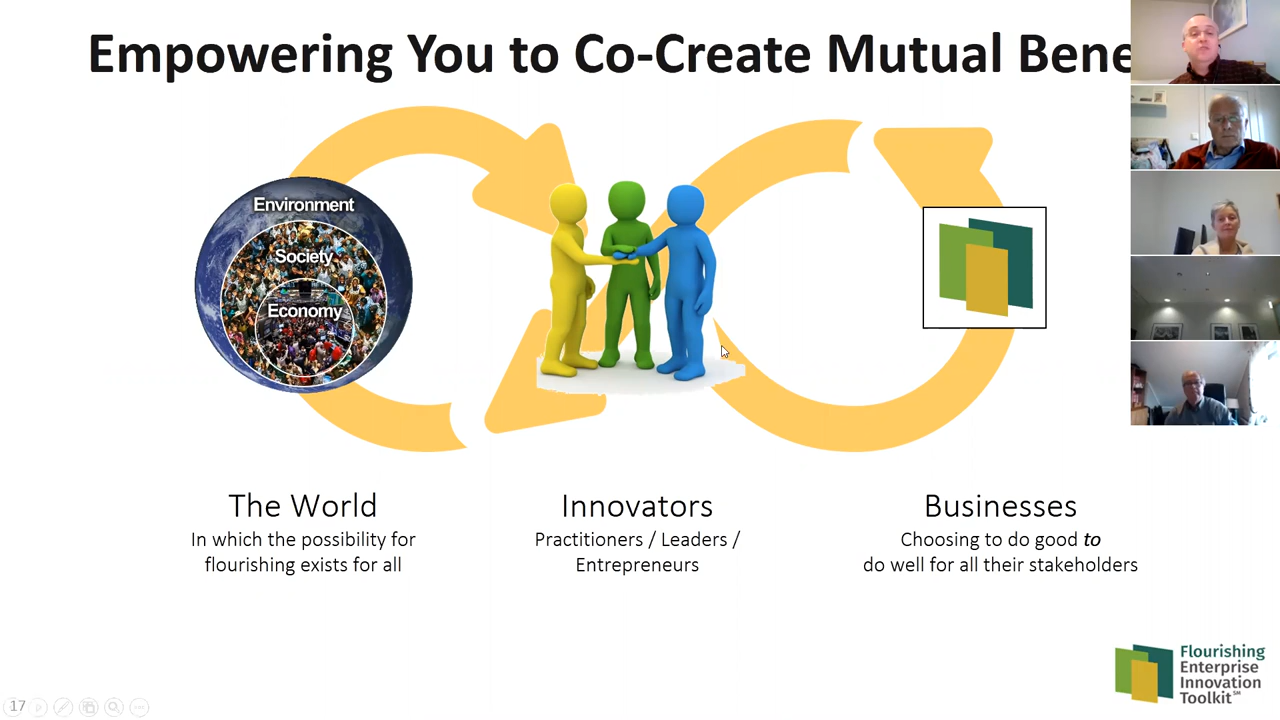 Empowering You to Co-Create Mutual Bene
Environment
Society
Economy
The World
In which the possibility for
flourishing exists for all
Innovators
Practitioners / Leaders /
Entrepreneurs
Businesses
Choosing to do good to
do well for all their stakeholders
Flourishing
Enterprise
Innovation
Toolkit℠
17